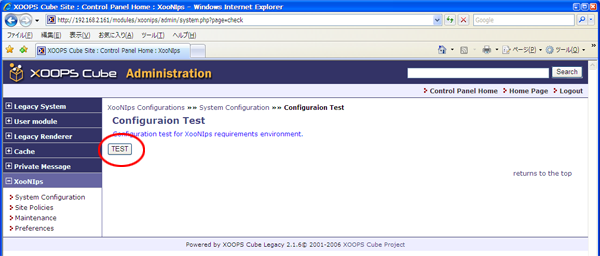 XOOPS Cube Site : Control Panel Home : XooNIps - Windows Internet Explorer
http://192.168.2.161/modules/xoonips/admin/system.php?page=check
Google
ファイル(F) 編集(E) 表示(V) お気に入り(A) ツール(T) ヘルプ(H)
XOOPS Cube Site : Control Panel Home : XooNIps
ページ(P) ツール(O)
XOOPS Cube Administration
Search
Control Panel Home Home Page Logout
Legacy System
User module
Legacy Renderer
Cache
Private Message
XooNIps
System Configuration
Site Policies
Maintenance
Preferences
XooNIps Configurations »» System Configuration »» Configuraion Test
Configuraion Test
Configuration test for XooNIps requirements environment.
TEST
returns to the top
Powered by XOOPS Cube Legacy 2.1.6© 2001-2006 XOOPS Cube Project